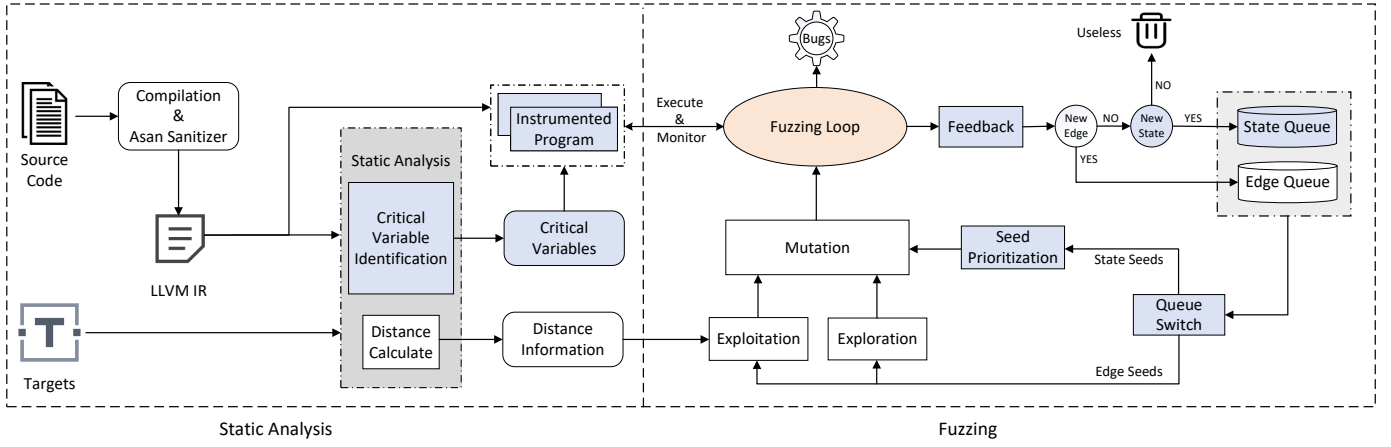 Source
Code
Compilation
&
Asan Sanitizer
LLVM IR
T
Targets
Static Analysis
Critical
Variable
Identification
Distance
Calculate
Instrumented
Program
Critical
Variables
Distance
Information
Static Analysis
Execute
&
Monitor
Bugs
Fuzzing Loop
Feedback
New
Edge
NO
YES
New
State
NO
YES
Useless
State Queue
Edge Queue
Mutation
Seed
Prioritization
State Seeds
Queue
Switch
Exploitation
Exploration
Edge Seeds
Fuzzing